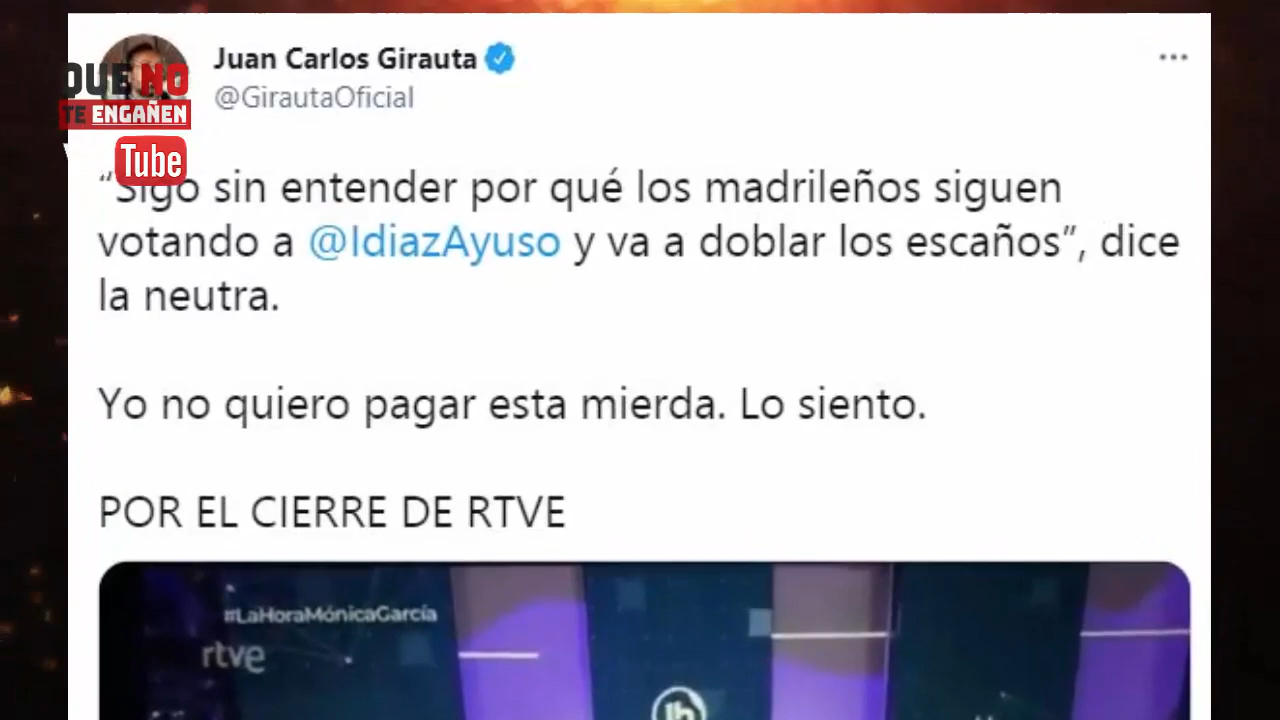 Juan Carlos Girauta
@GirautaOficial
QUE NO
TE ENGAÑEN
Tube
“Sigo sin entender por qué los madrileños siguen
votando a @IdiazAyuso y va a doblar los escaños”, dice
la neutra.
Yo no quiero pagar esta mierda. Lo siento.
POR EL CIERRE DE RTVE
#LaHoraMónicaGarcía
rtve
lh